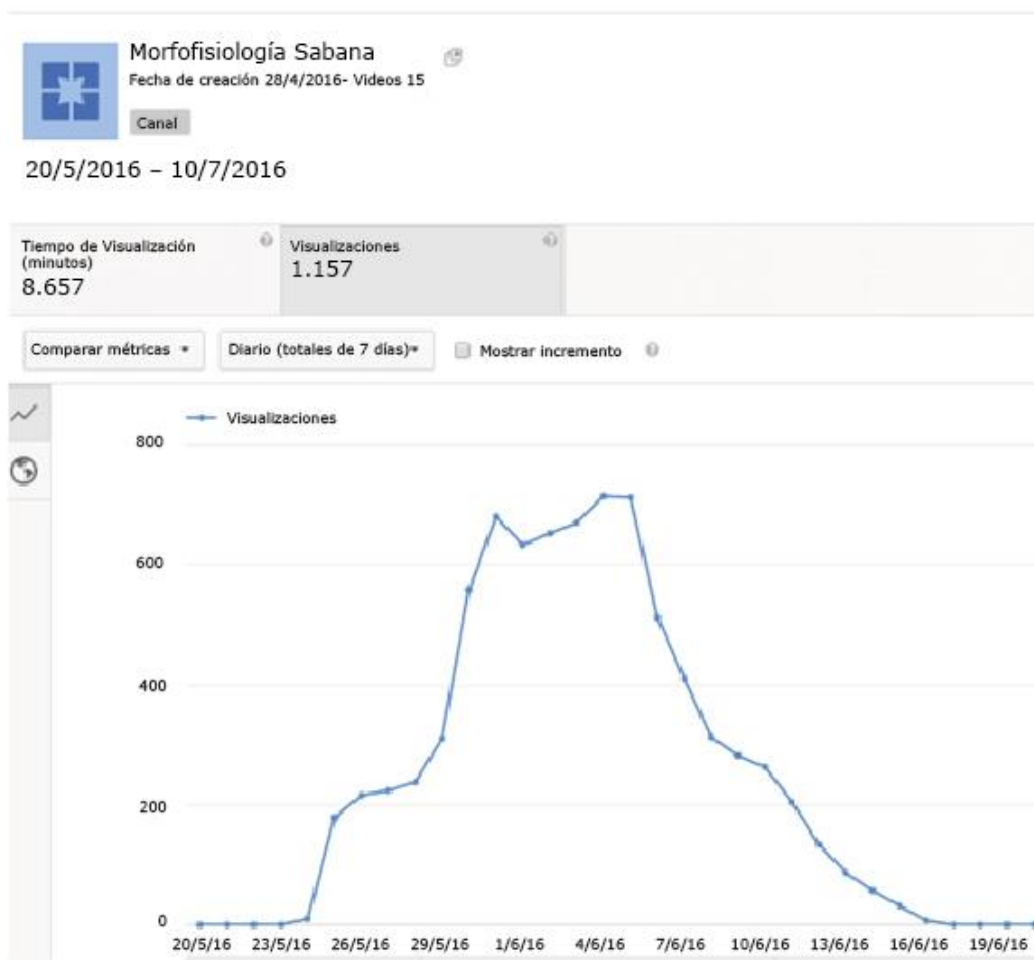 Morfofisiología Sabana
Fecha de creación 28/4/2016- Videos 15
Canal
20/5/2016 – 10/7/2016
Tiempo de Visualización
(minutos)
8.657
Visualizaciones
1.157
Comparar métricas
Diario (totales de 7 días)
Mostrar incremento
Visualizaciones
800
600
400
200
0
20/5/16 23/5/16 26/5/16 29/5/16 1/6/16 4/6/16 7/6/16 10/6/16 13/6/16 16/6/16 19/6/16